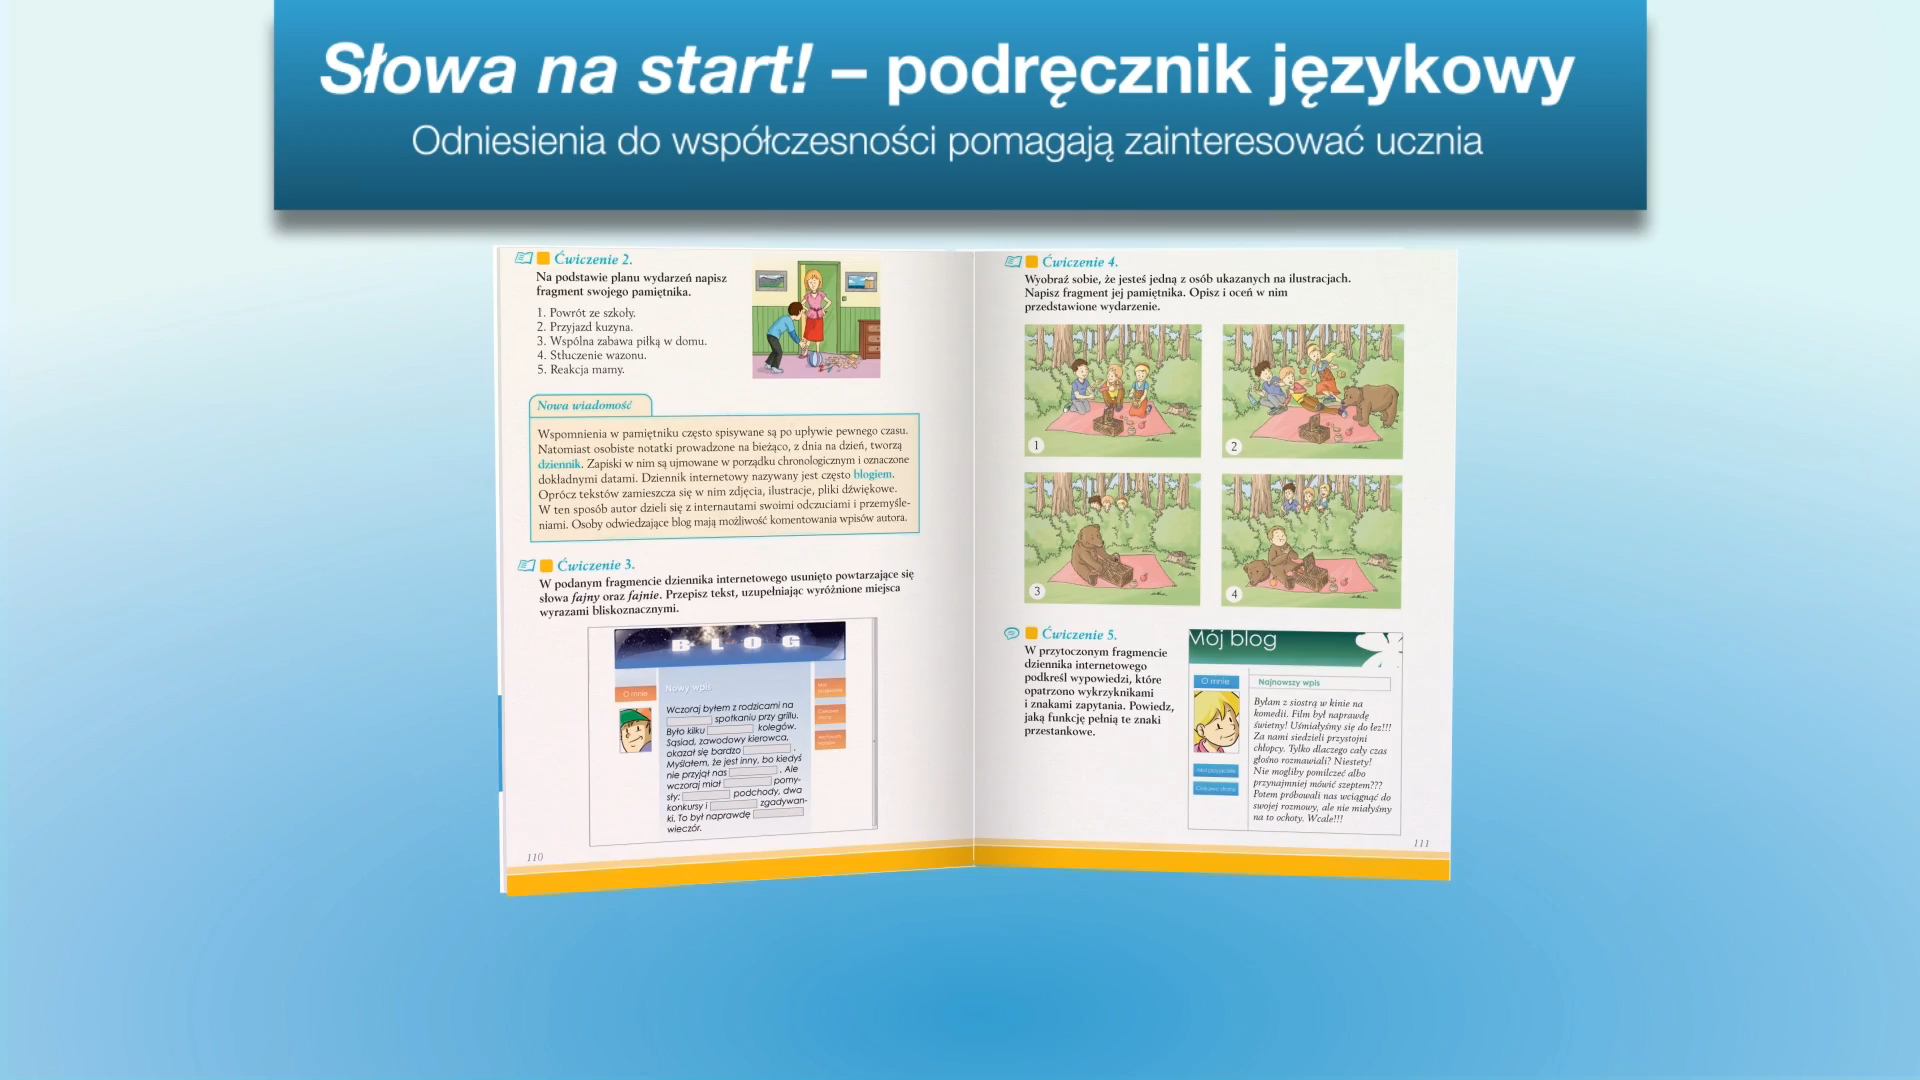 Słowa na start! – podręcznik językowy
Odniesienia do współczesności pomagają zainteresować ucznia
Ćwiczenie 2.
Na podstawie planu wydarzeń napisz
fragment swojego pamiętnika.
1. Powrót ze szkoły.
2. Przyjazd kuzyna.
3. Wspólna zabawa piłką w domu.
4. Stłuczenie wazonu.
5. Reakcja mamy.
Nowa wiadomość
Wspomnienia w pamiętniku często spisywane są po upływie pewnego czasu.
Natomiast osobiste notatki prowadzone na bieżąco, z dnia na dzień, tworzą
dziennik. Zapiski w nim są ujmowane w porządku chronologicznym i oznaczone
dokładnymi datami. Dziennik internetowy nazywany jest często blogiem.
Oprócz tekstów zamieszcza się w nim zdjęcia, ilustracje, pliki dźwiękowe.
W ten sposób autor dzieli się z internautami swoimi odczuciami i przemyśle-
niami. Osoby odwiedzające blog mają możliwość komentowania wpisów autora.
Ćwiczenie 3.
W podanym fragmencie dziennika internetowego usunięto powtarzające się
słowa fajny oraz fajnie. Przepisz tekst, uzupełniając wyróżnione miejsca
wyrazami bliskoznacznymi.
BLOG
O mnie
Nowy wpis
Wczoraj byłem z rodzicami na
spotkaniu przy grillu.
Było kilku kolegów.
Sąsiad, zawodowy kierowca,
okazał się bardzo .
Myślałem, że jest inny, bo kiedyś
nie przyjął nas . Ale
wczoraj miał pomy-
sły: podchody, dwa
konkursy i zgadywan-
ki. To był naprawdę
wieczór.
110
Ćwiczenie 4.
Wyobraź sobie, że jesteś jedną z osób ukazanych na ilustracjach.
Napisz fragment jej pamiętnika. Opisz i oceń w nim
przedstawione wydarzenie.
1
2
3
4
Ćwiczenie 5.
W przytoczonym fragmencie
dziennika internetowego
podkreśl wypowiedzi, które
opatrzono wykrzyknikami
i znakami zapytania. Powiedz,
jaką funkcję pełnią te znaki
przestankowe.
Mój blog
O mnie
Najnowszy wpis
Byłam z siostrą w kinie na
komedii. Film był naprawdę
świetny! Uśmiałyśmy się do łez!!!
Za nami siedzieli przystojni
chłopcy. Tylko dlaczego cały czas
głośno rozmawiali? Niestety!
Nie mogliby pomilczeć albo
przynajmniej mówić szeptem???
Potem próbowali nas wciągnąć do
swojej rozmowy, ale nie miałyśmy
na to ochoty. Wcale!!!
111